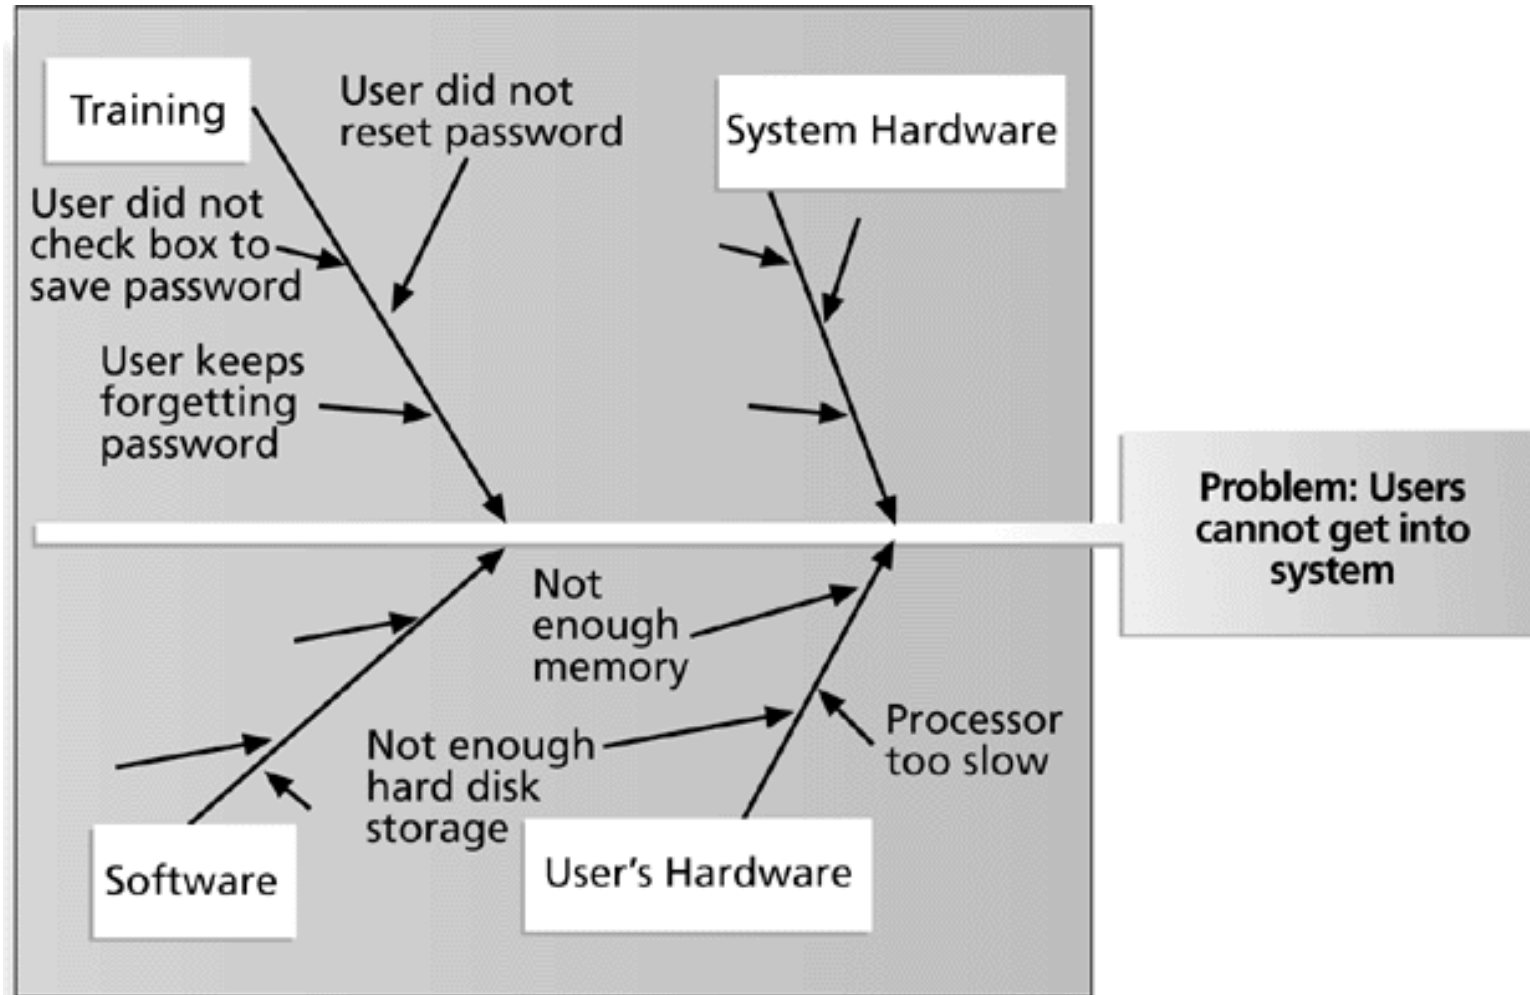 Training
User did not
reset password
System Hardware
User did not
check box to
save password
User keeps
forgetting
password
Problem: Users
cannot get into
system
Not
enough
memory
Not enough
hard disk
storage
Processor
too slow
Software
User's Hardware